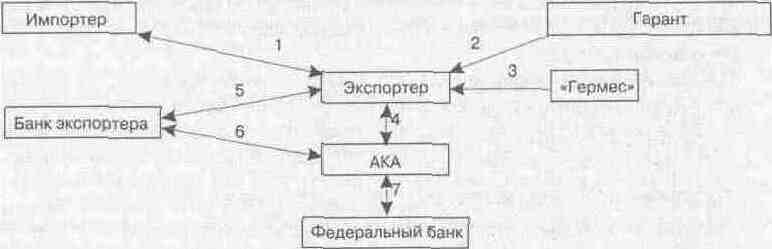 Импортер
Гарант
1
2
3
Экспортер
«Гермес»
5
Банк экспортера
4
6
АКА
7
Федеральный банк